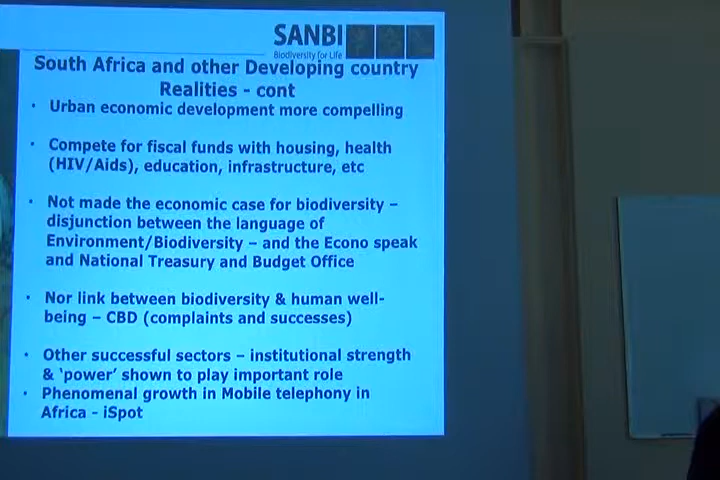 SANBI
Biodiversity for Life
South Africa and other Developing country
Realities - cont
· Urban economic development more compelling
· Compete for fiscal funds with housing, health
(HIV/Aids), education, infrastructure, etc
· Not made the economic case for biodiversity –
disjunction between the language of
Environment/Biodiversity – and the Econo speak
and National Treasury and Budget Office
· Nor link between biodiversity & human well-
being – CBD (complaints and successes)
· Other successful sectors – institutional strength
& ‘power’ shown to play important role
· Phenomenal growth in Mobile telephony in
Africa - iSpot